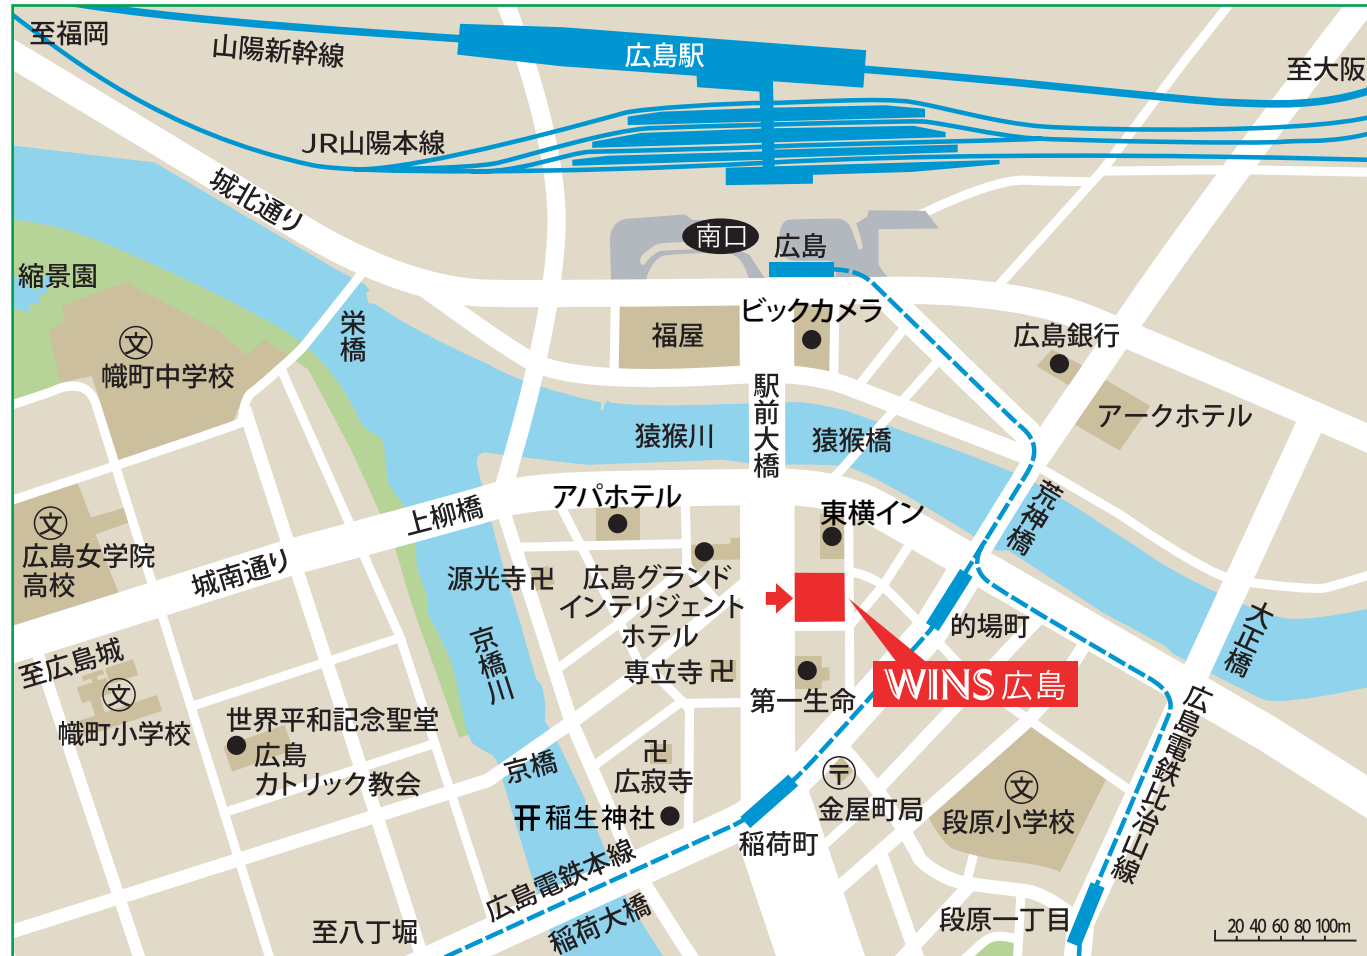 至福岡
山陽新幹線
広島駅
至大阪
JR山陽本線
城北通り
南口
広島
縮景園
ビックカメラ
栄橋
福屋
広島銀行
文
幟町中学校
駅前大橋
アークホテル
猿猴川
猿猴橋
アパホテル
東横イン
荒神橋
上柳橋
文
広島女学院
高校
城南通り
源光寺
広島グランド
インテリジェント
ホテル
的場町
大正橋
京橋川
至広島城
専立寺
WINS広島
文
幟町小学校
第一生命
世界平和記念聖堂
広島
カトリック教会
京橋
広寂寺
〒
金屋町局
文
段原小学校
広島電鉄比治山線
稲生神社
稲荷町
広島電鉄本線
稲荷大橋
至八丁堀
段原一丁目
20 40 60 80 100m